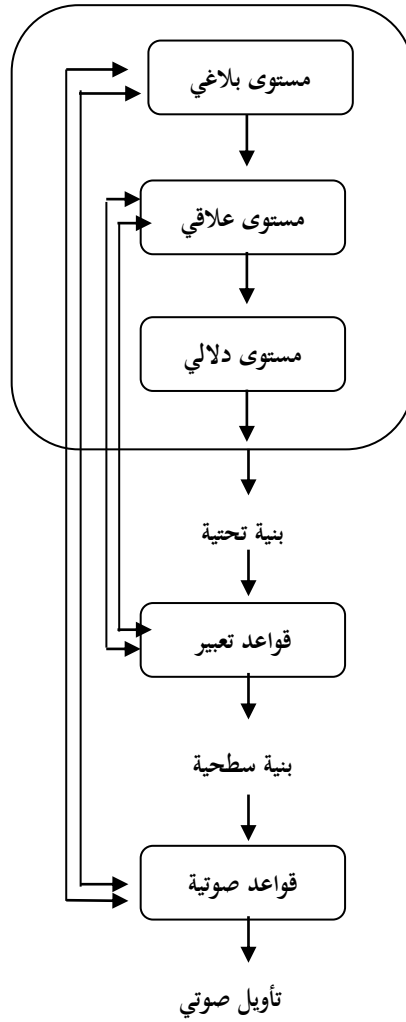 مستوى بلاغي
مستوى علاقي
مستوى دلالي
بنية تحتية
قواعد تعبير
بنية سطحية
قواعد صوتية
تأويل صوتي